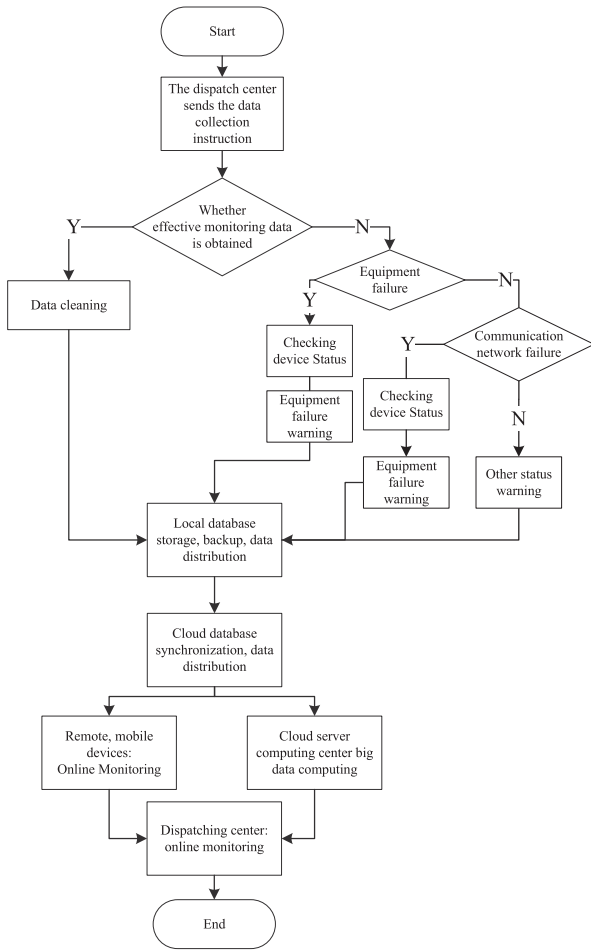 Start
The dispatch center
sends the data
collection
instruction
Whether
effective monitoring data
is obtained
Y
N
Data cleaning
Equipment
failure
Y
N
Checking
device Status
Communication
network failure
Y
N
Equipment
failure
warning
Checking
device Status
Equipment
failure
warning
Other status
warning
Local database
storage, backup, data
distribution
Cloud database
synchronization, data
distribution
Remote, mobile
devices:
Online Monitoring
Cloud server
computing center big
data computing
Dispatching center:
online monitoring
End